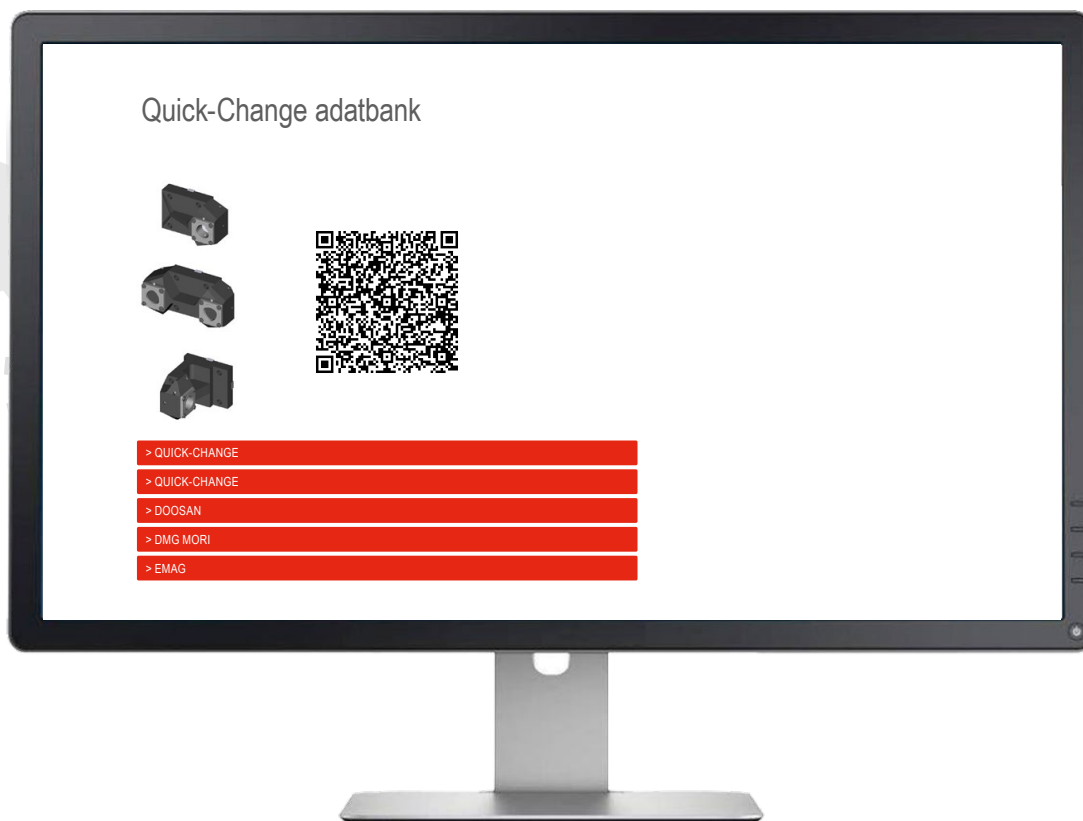 Quick-Change adatbank
> QUICK-CHANGE
> QUICK-CHANGE
> DOOSAN
> DMG MORI
> EMAG